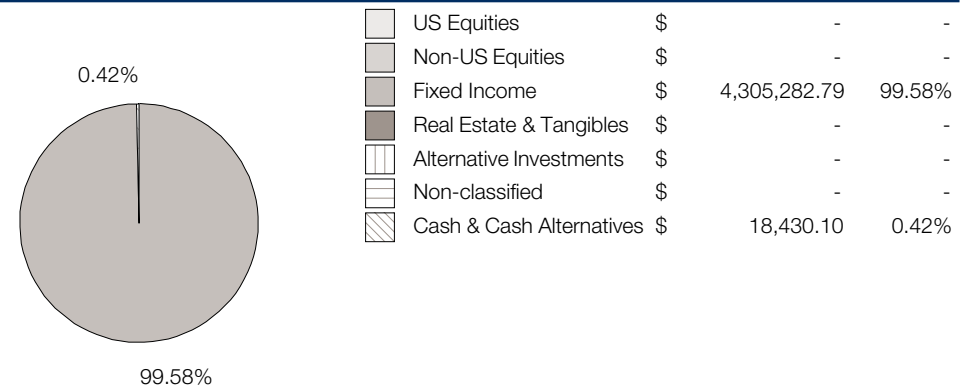 US Equities $ - -
Non-US Equities $ - -
0.42%
Fixed Income $ 4,305,282.79 99.58%
Real Estate & Tangibles $ - -
Alternative Investments $ - -
Non-classified $ - -
Cash & Cash Alternatives $ 18,430.10 0.42%
99.58%